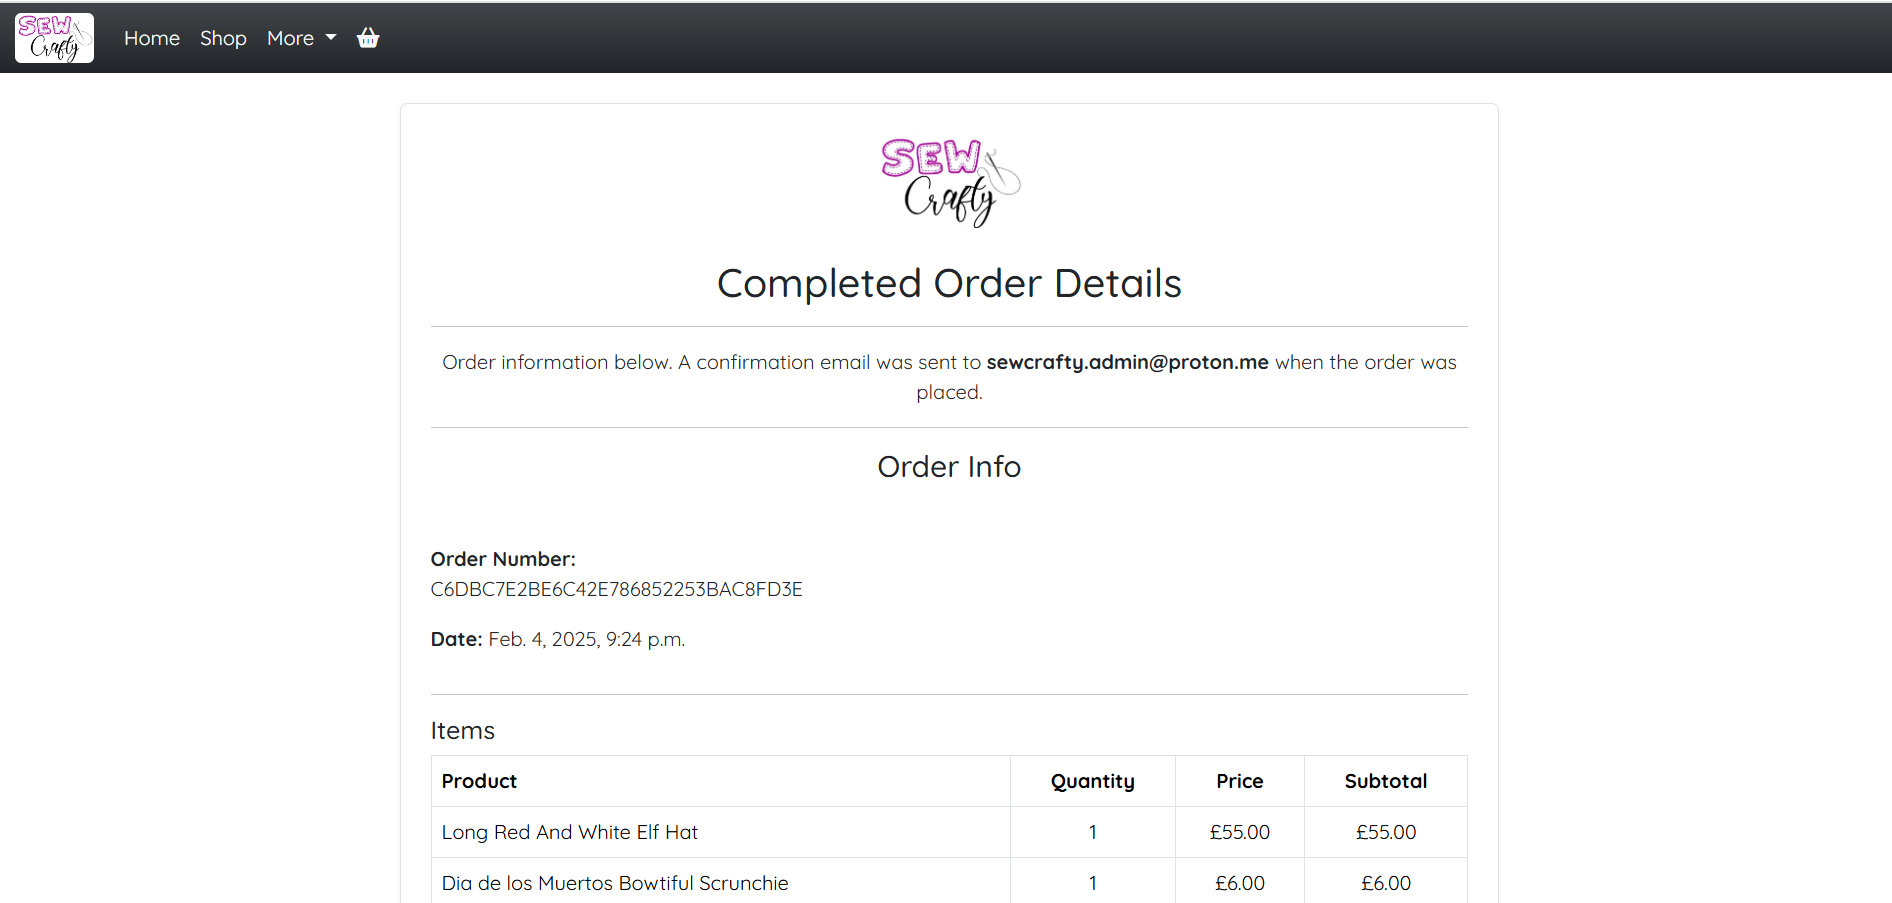 SEW
Crafty
Home Shop More
SEW
Crafty
Completed Order Details
Order information below. A confirmation email was sent to sewcrafty.admin@proton.me when the order was
placed.
Order Info
Order Number:
C6DBC7E2BE6C42E786852253BAC8FD3E
Date: Feb. 4, 2025, 9:24 p.m.
Items
Product Quantity Price Subtotal
Long Red And White Elf Hat 1 £55.00 £55.00
Dia de los Muertos Bowtiful Scrunchie 1 £6.00 £6.00